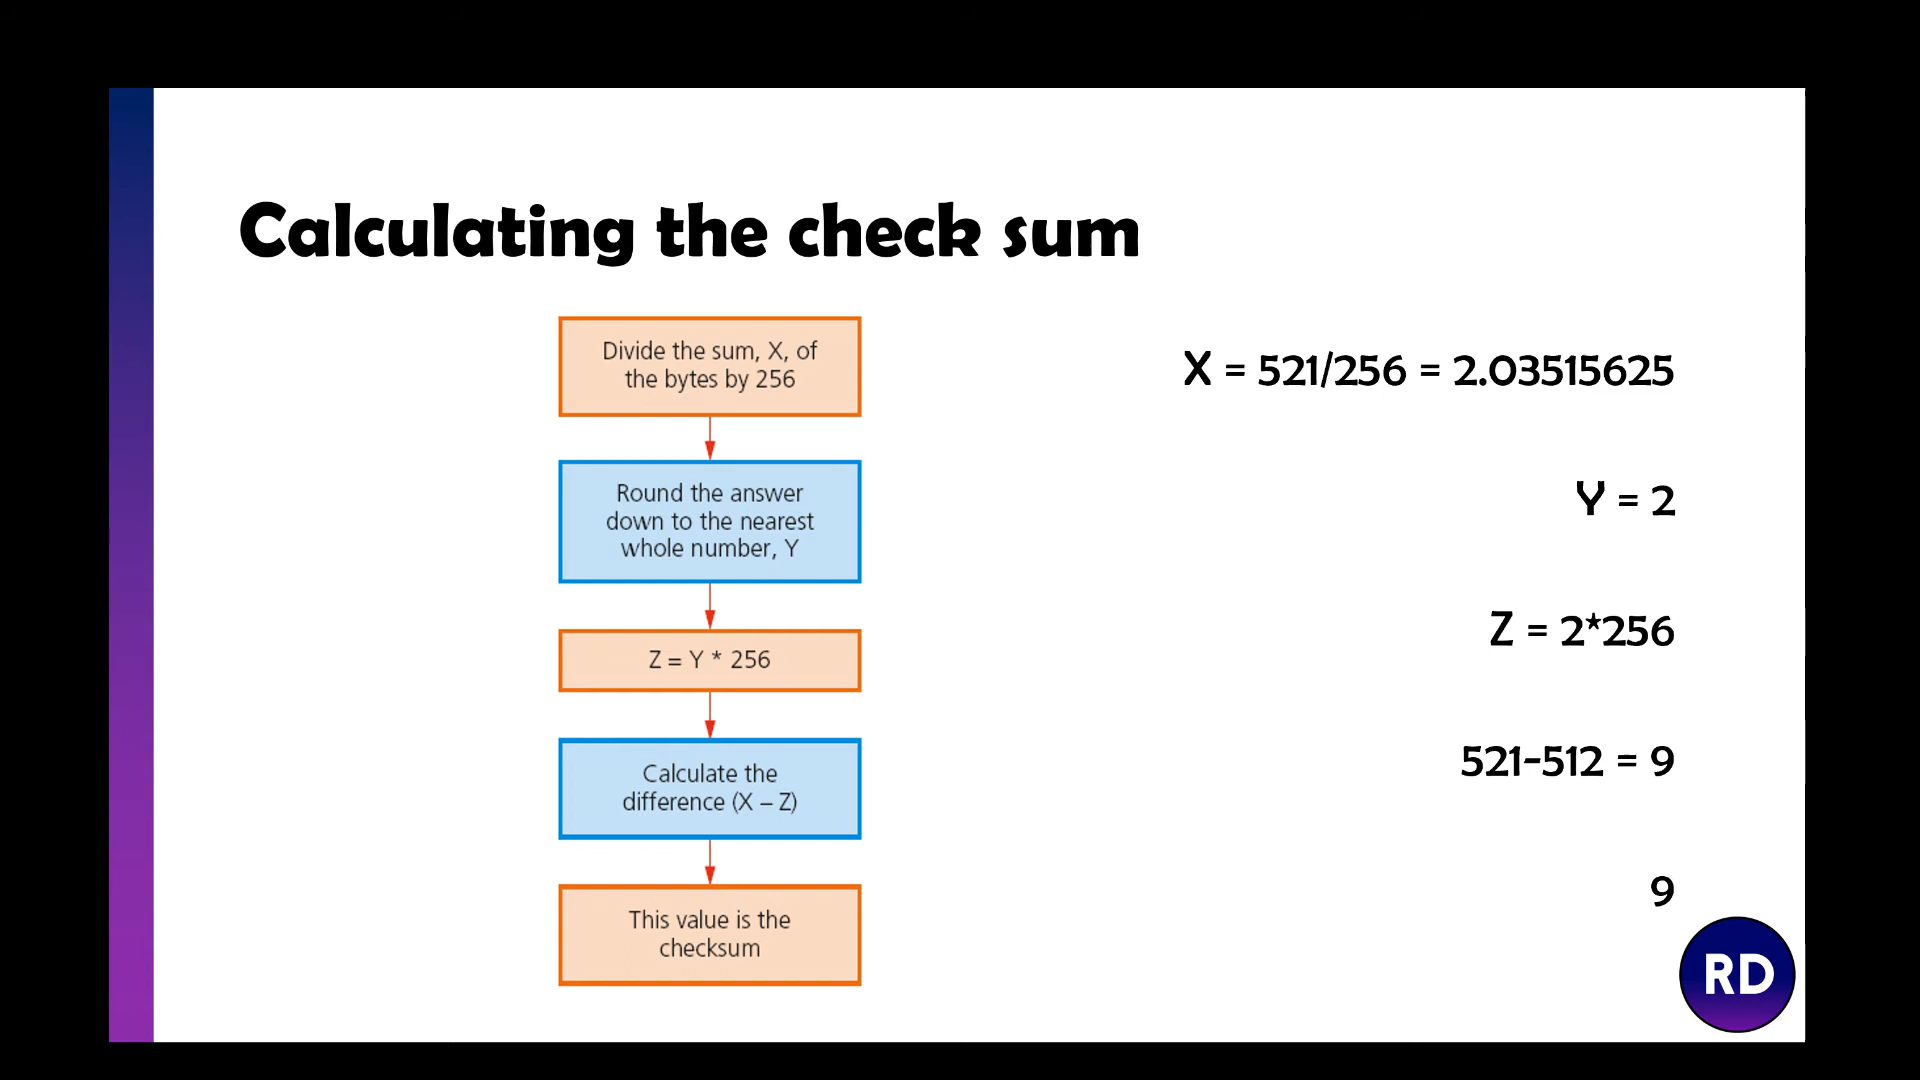 Calculating the check sum
Divide the sum, X, of
the bytes by 256
X = 521/256 = 2.03515625
Round the answer
down to the nearest
whole number, Y
Y = 2
Z = Y * 256
Z = 2*256
Calculate the
difference (X – Z)
521-512 = 9
This value is the
checksum
9
RD